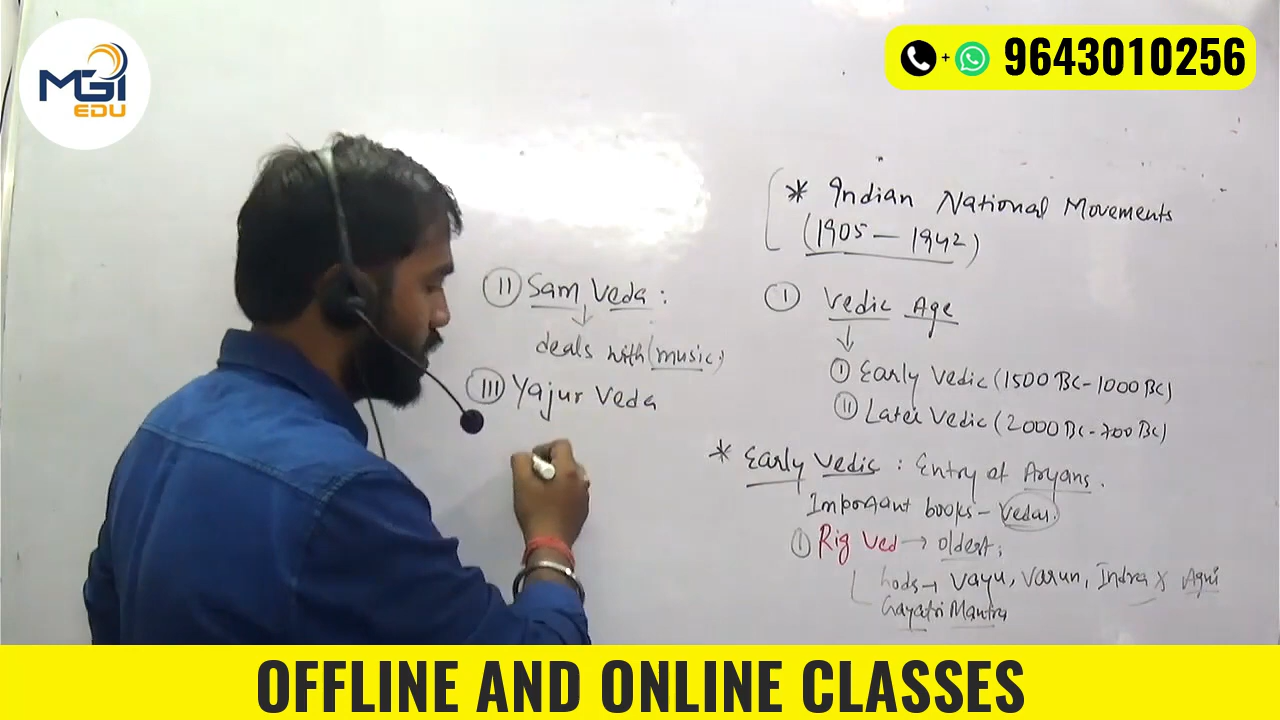 MGI
EDU
+ 9643010256
* Indian National Movements
(1905 — 1942)
I Vedic Age
I Early Vedic (1500 BC - 1000 BC)
II Later Vedic (2000 BC - 700 BC)
* Early Vedic : Entry of Aryans.
Important books - Vedas.
I Rig Ved → oldest;
Gods → Vayu, Varun, Indra & Agni
Gayatri Mantra
II Sam Veda :
deals with (music)
III Yajur Veda
OFFLINE AND ONLINE CLASSES